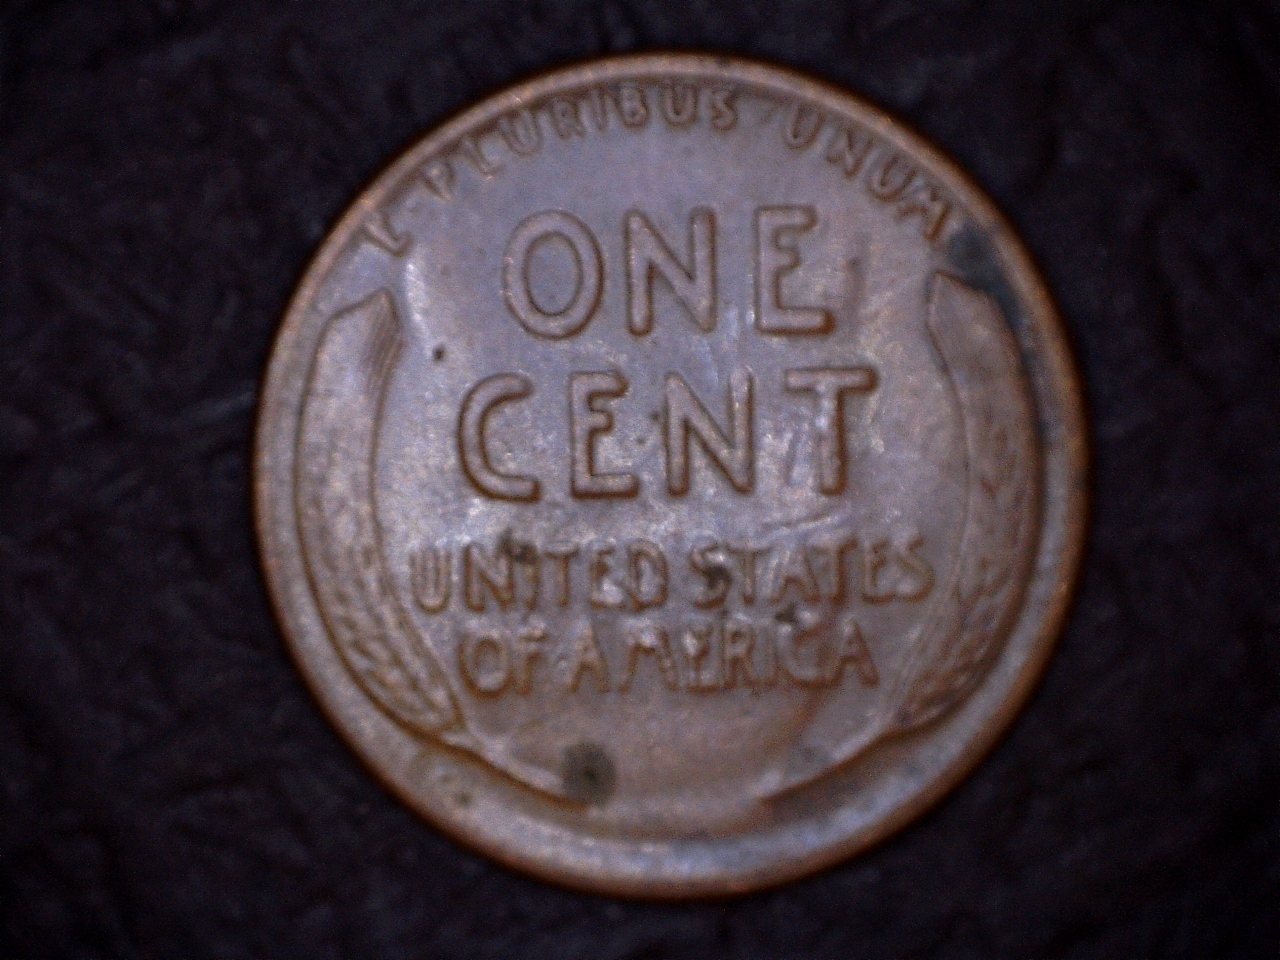 E PLURIBUS UNUM
ONE
CENT
UNITED STATES
OF AMERICA